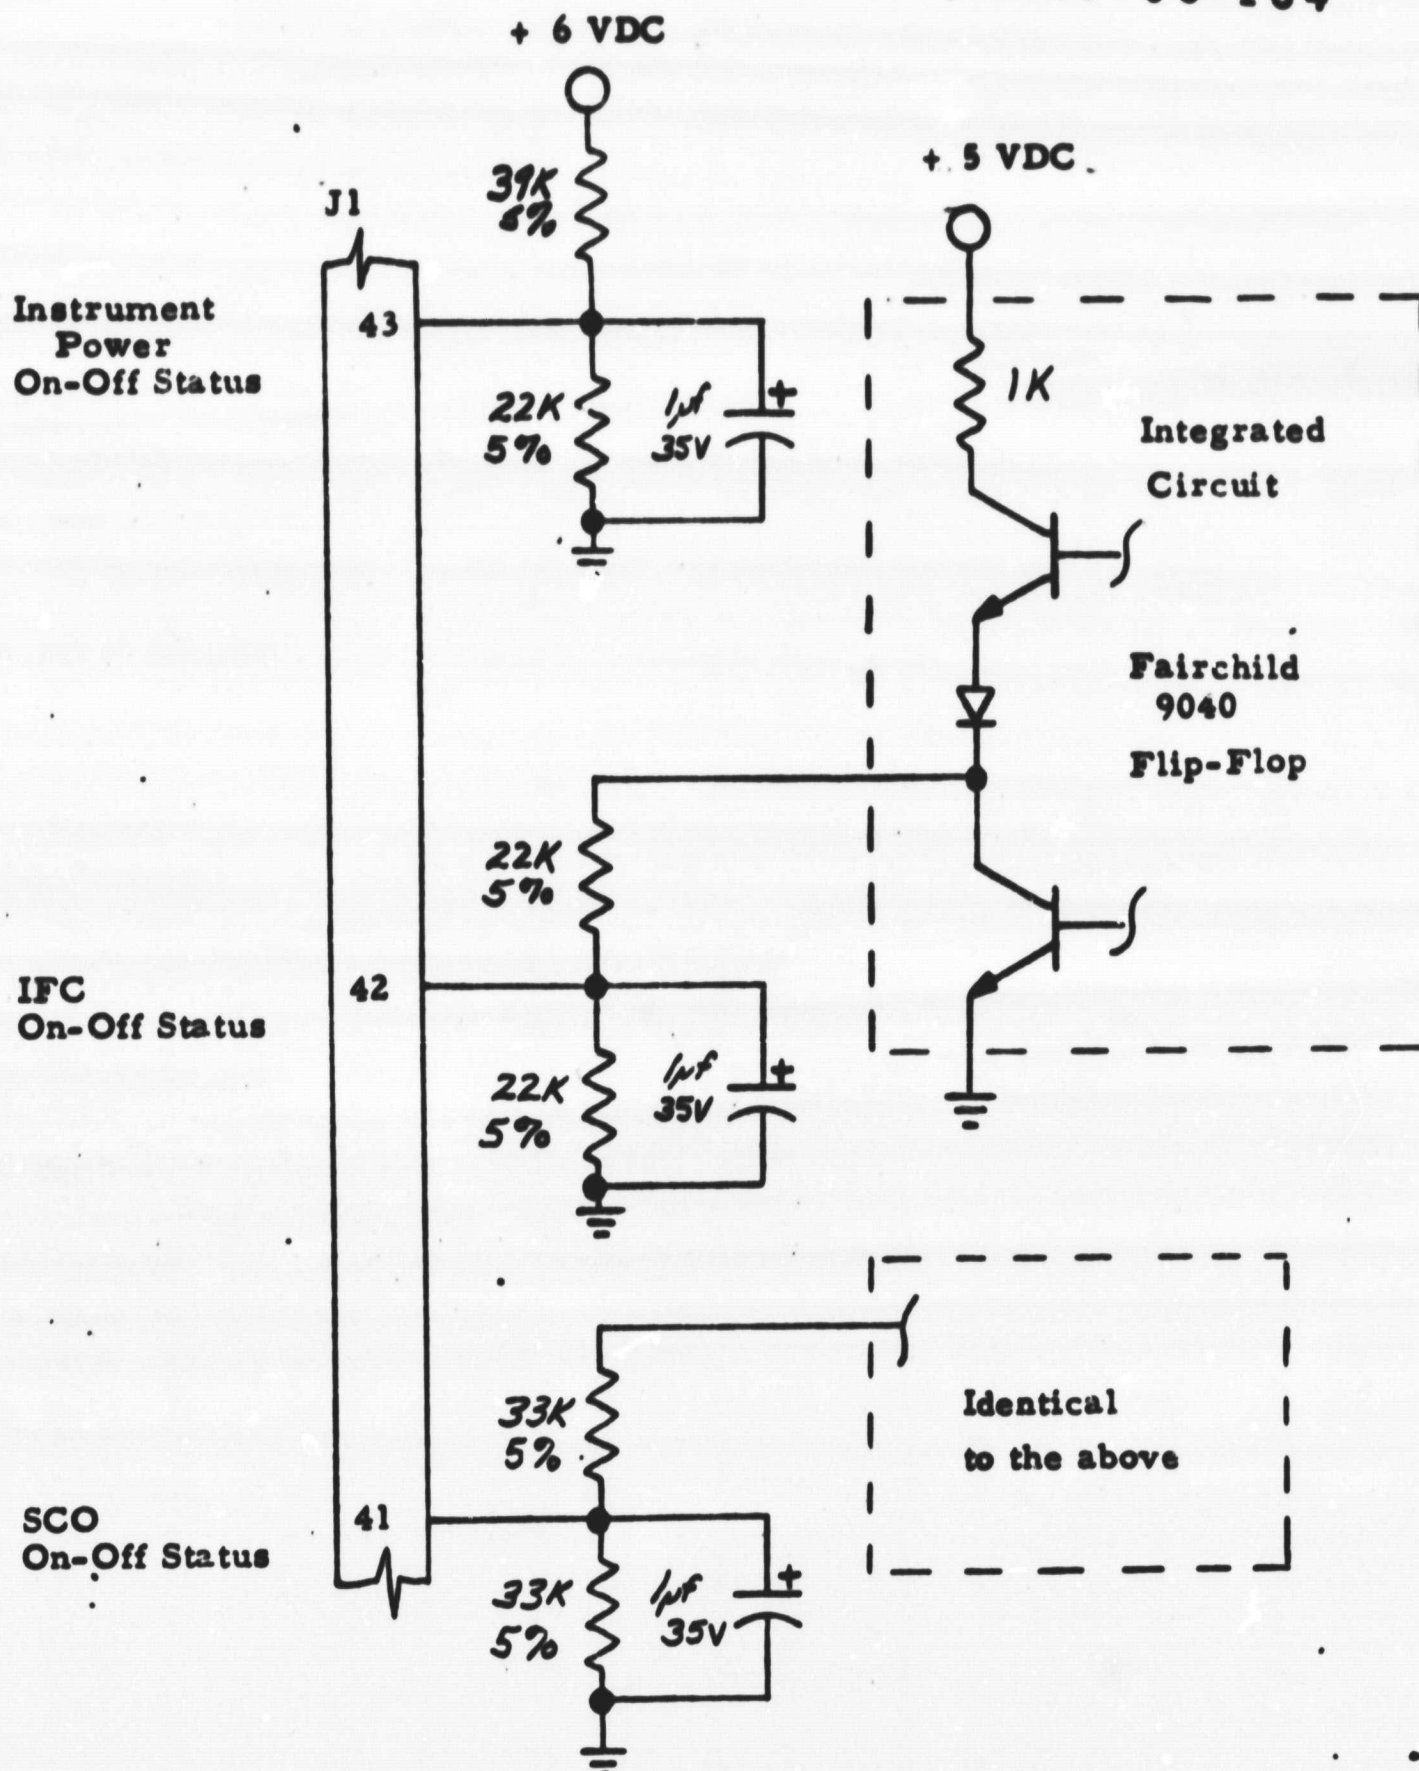 + 6 VDC
+ 5 VDC
J1
39K
Instrument
Power
On-Off Status
43
22K
5%
1μf
35V
+
1K
Integrated
Circuit
Fairchild
9040
Flip-Flop
22K
5%
IFC
On-Off Status
42
22K
5%
1μf
35V
+
Identical
to the above
33K
5%
SCO
On-Off Status
41
33K
5%
1μf
35V
+